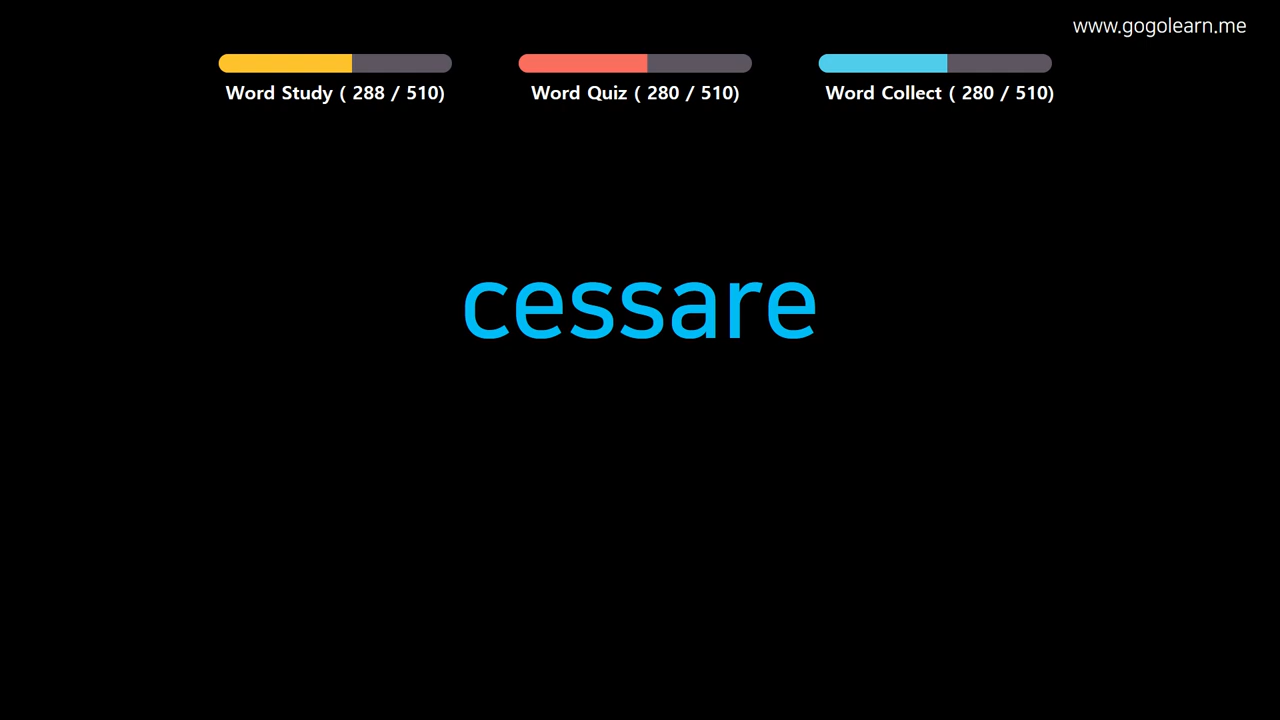 www.gogolearn.me
Word Study ( 288 / 510)
Word Quiz ( 280 / 510)
Word Collect ( 280 / 510)
cessare